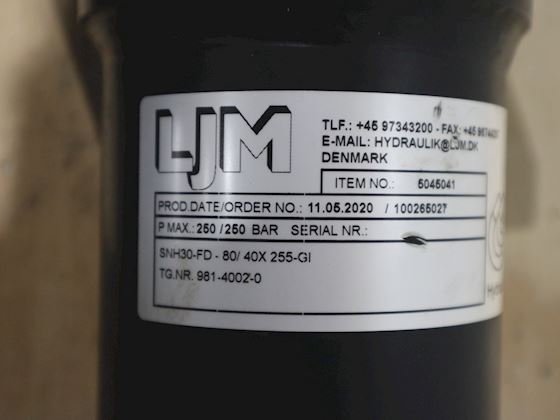 LJM
TLF.: +45 97343200 - FAX: +45
E-MAIL: HYDRAULIK@LJM.DK
DENMARK
ITEM NO.: 5045041
PROD.DATE/ORDER NO.: 11.05.2020 / 100265027
P MAX.: 250 /250 BAR SERIAL NR.:
SNH30-FD - 80/ 40X 255-GI
TG.NR. 981-4002-0